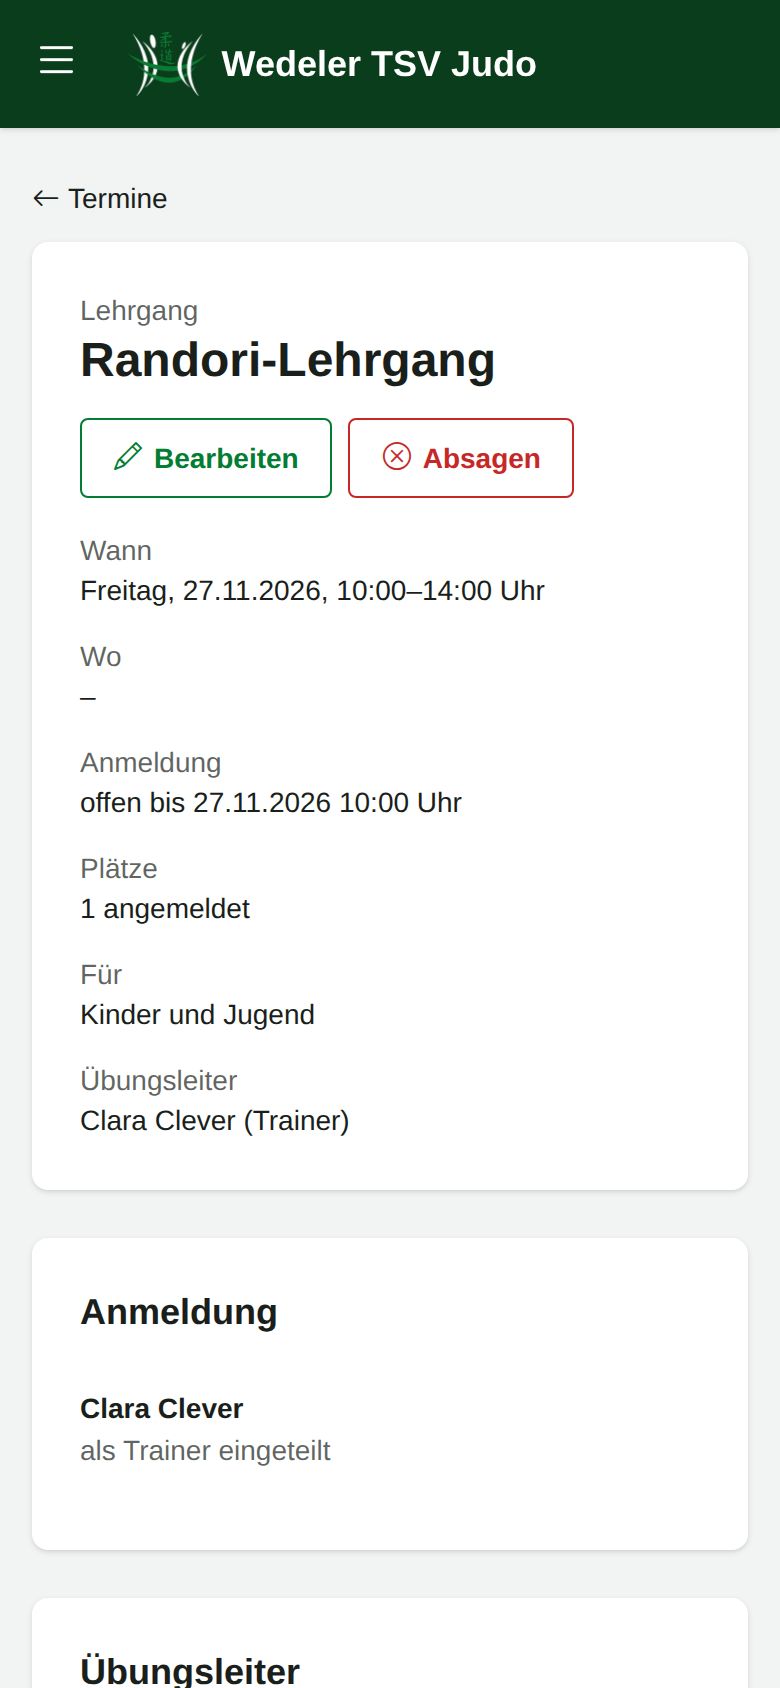 柔道
Wedeler TSV Judo
← Termine
Lehrgang
Randori-Lehrgang
Bearbeiten
Absagen
Wann
Freitag, 27.11.2026, 10:00–14:00 Uhr
Wo
–
Anmeldung
offen bis 27.11.2026 10:00 Uhr
Plätze
1 angemeldet
Für
Kinder und Jugend
Übungsleiter
Clara Clever (Trainer)
Anmeldung
Clara Clever
als Trainer eingeteilt
Übungsleiter